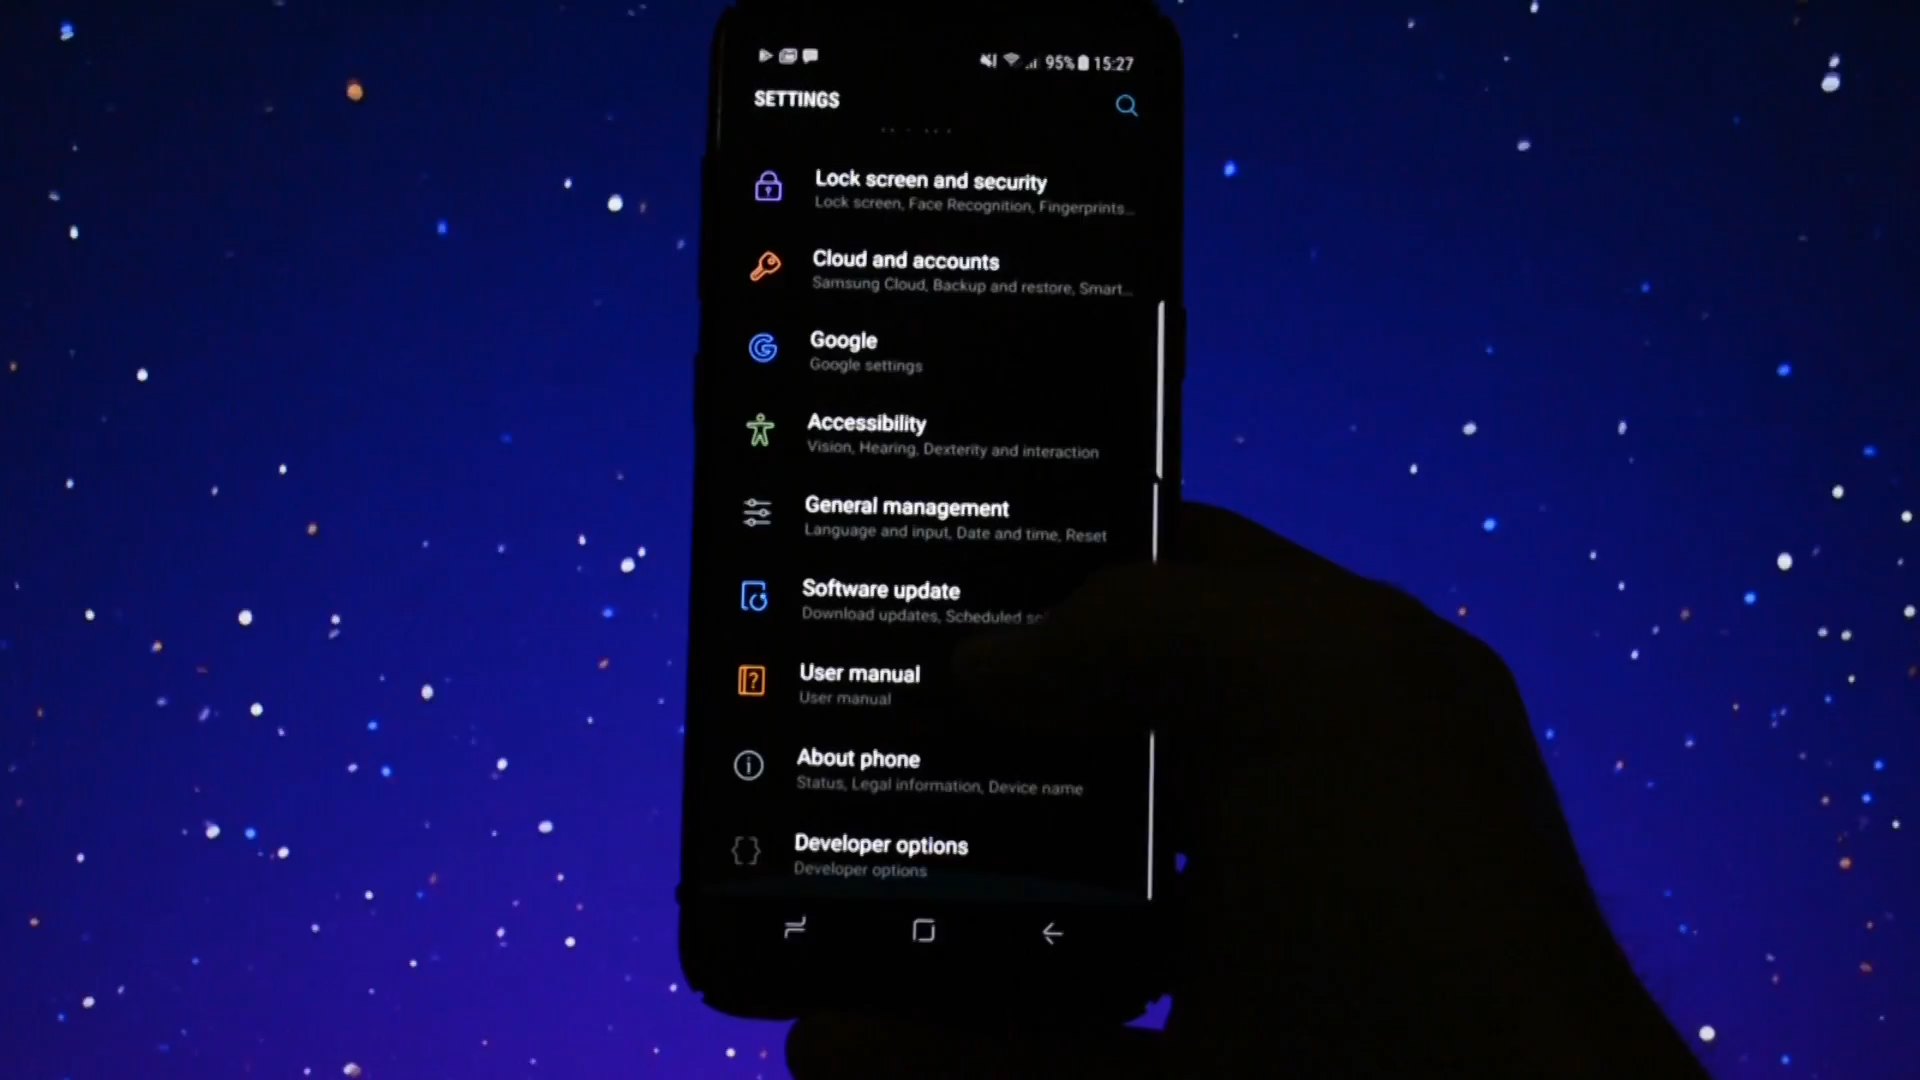 95% 15:27
SETTINGS
Lock screen and security
Lock screen, Face Recognition, Fingerprints...
Cloud and accounts
Samsung Cloud, Backup and restore, Smart...
Google
Google settings
Accessibility
Vision, Hearing, Dexterity and interaction
General management
Language and input, Date and time, Reset
Software update
Download updates, Scheduled
User manual
User manual
About phone
Status, Legal information, Device name
Developer options
Developer options